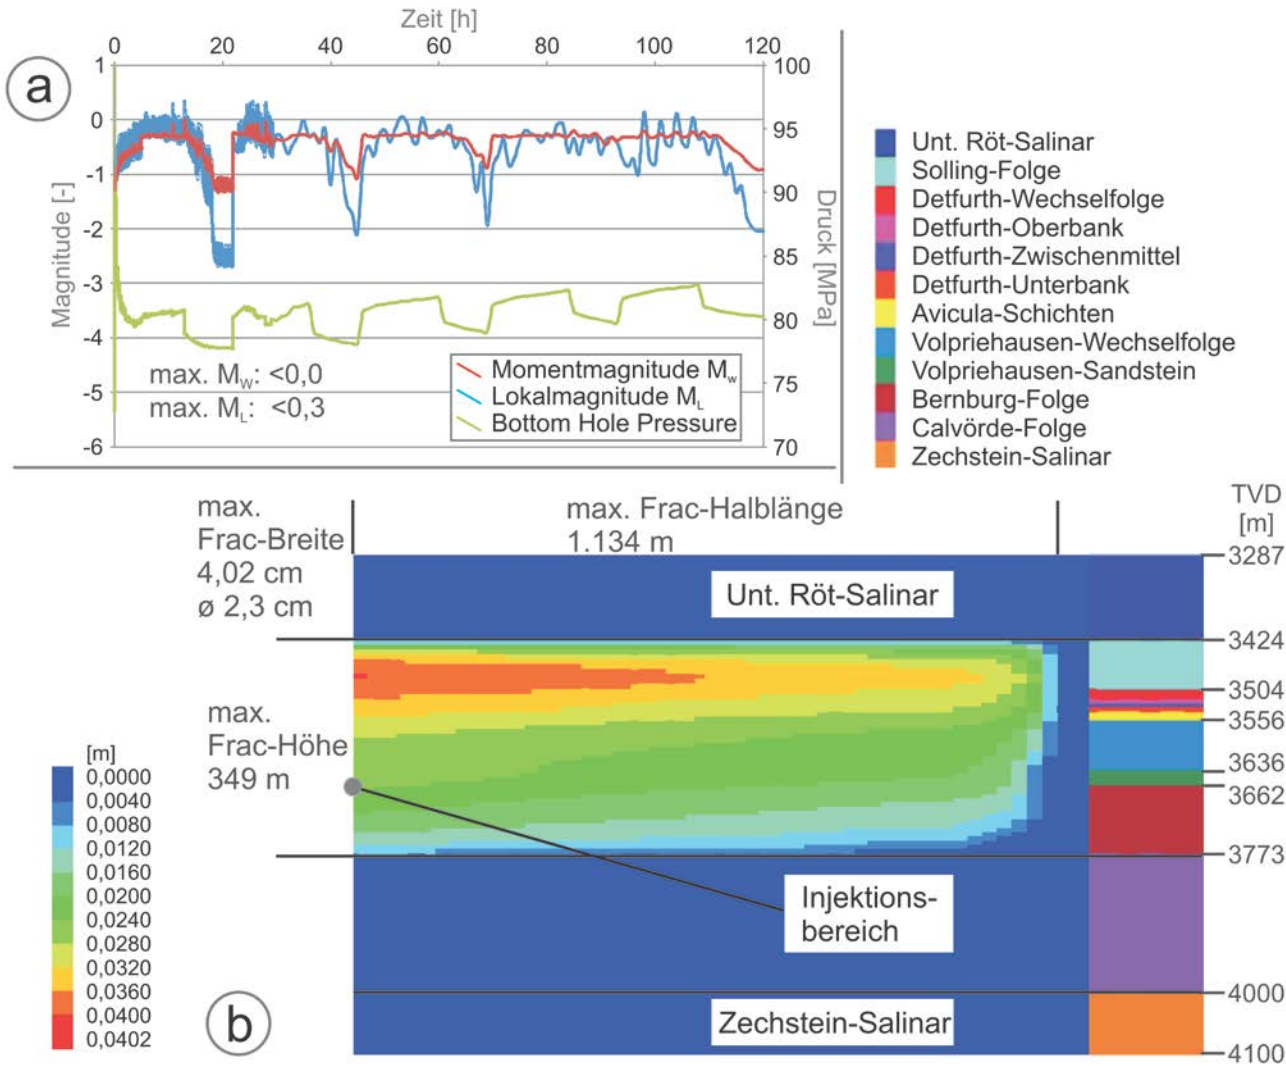 Zeit [h]
0 20 40 60 80 100 120
a
1
0
-1
-2
-3
-4
-5
-6
Magnitude [-]
100
95
90
85
80
75
70
Druck [MPa]
max. Mw: <0,0
max. ML: <0,3
Momentmagnitude Mw
Lokalmagnitude ML
Bottom Hole Pressure
Unt. Röt-Salinar
Solling-Folge
Detfurth-Wechselfolge
Detfurth-Oberbank
Detfurth-Zwischenmittel
Detfurth-Unterbank
Avicula-Schichten
Volpriehausen-Wechselfolge
Volpriehausen-Sandstein
Bernburg-Folge
Calvörde-Folge
Zechstein-Salinar
max.
Frac-Breite
4,02 cm
ø 2,3 cm
max. Frac-Halblänge
1.134 m
TVD
[m]
3287
3424
3504
3556
3636
3662
3773
4000
4100
Unt. Röt-Salinar
max.
Frac-Höhe
349 m
[m]
0,0000
0,0040
0,0080
0,0120
0,0160
0,0200
0,0240
0,0280
0,0320
0,0360
0,0400
0,0402
Injektions-
bereich
b
Zechstein-Salinar